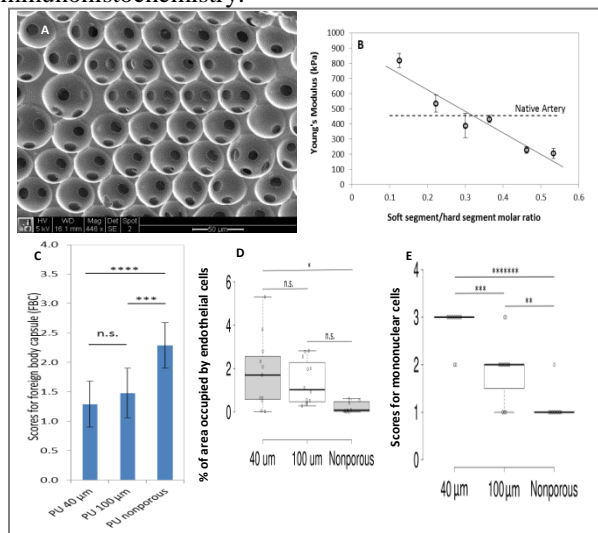 munohistochemistry.
A
HV WD Mag Det Spot
5 kV 16.1 mm 446 x SE 2
50 µm
B
Young's Modulus (kPa)
1000
900
800
700
600
500
400
300
200
100
0
Native Artery
0 0.1 0.2 0.3 0.4 0.5 0.6
Soft segment/hard segment molar ratio
C
Scores for foreign body capsule (FBC)
4.0
3.5
3.0
2.5
2.0
1.5
1.0
0.5
0.0
****
***
n.s.
PU 40 µm
PU 100 µm
PU nonporous
D
% of area occupied by endothelial cells
6
4
2
0
*
n.s.
n.s.
40 um 100 um Nonporous
E
Scores for mononuclear cells
4
3
2
1
0
*******
***
**
40 µm 100 µm Nonporous